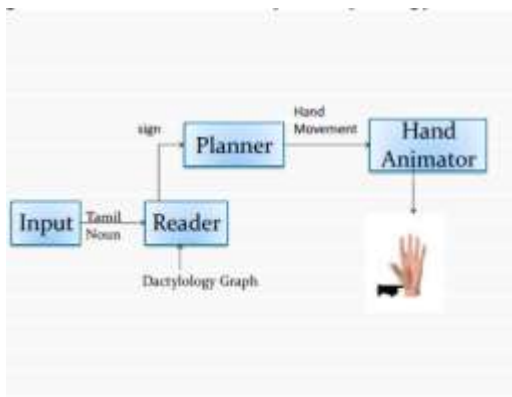 Hand
Movement
sign
Planner
Hand
Animator
Input
Tamil
Noun
Reader
Dactylology Graph